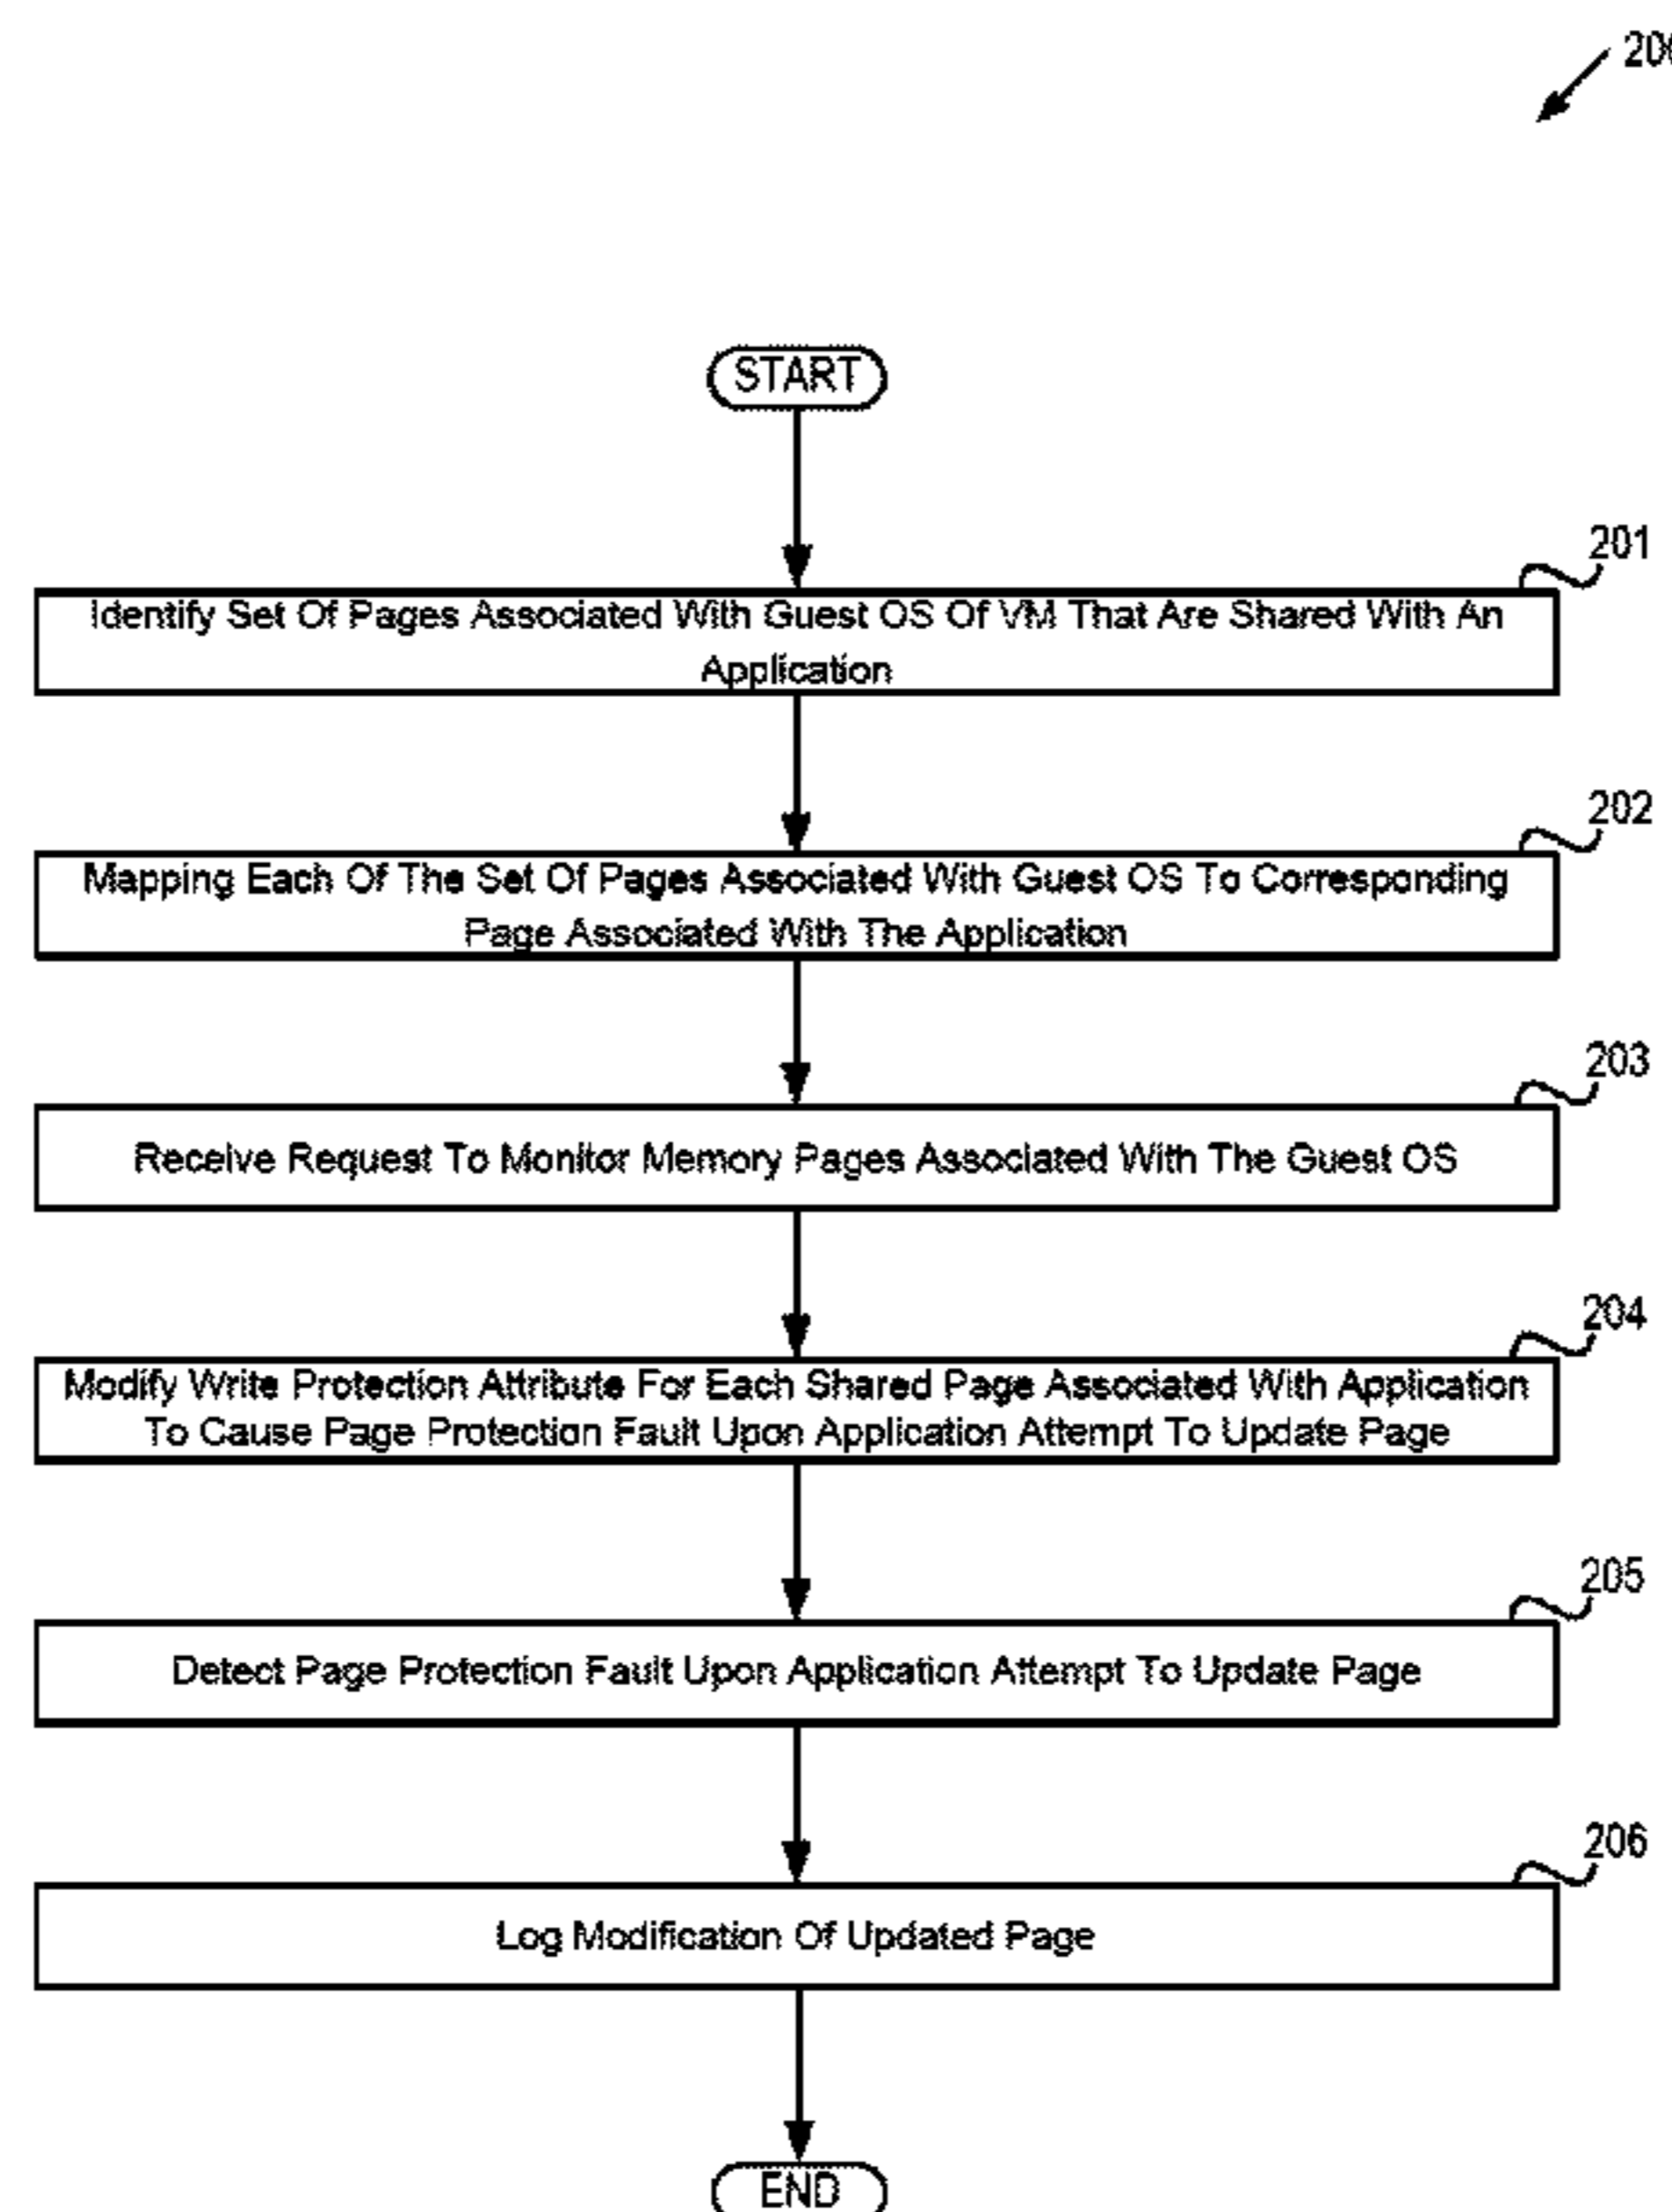 200
START
201
Identify Set Of Pages Associated With Guest OS Of VM That Are Shared With An
Application
202
Mapping Each Of The Set Of Pages Associated With Guest OS To Corresponding
Page Associated With The Application
203
Receive Request To Monitor Memory Pages Associated With The Guest OS
204
Modify Write Protection Attribute For Each Shared Page Associated With Application
To Cause Page Protection Fault Upon Application Attempt To Update Page
205
Detect Page Protection Fault Upon Application Attempt To Update Page
206
Log Modification Of Updated Page
END